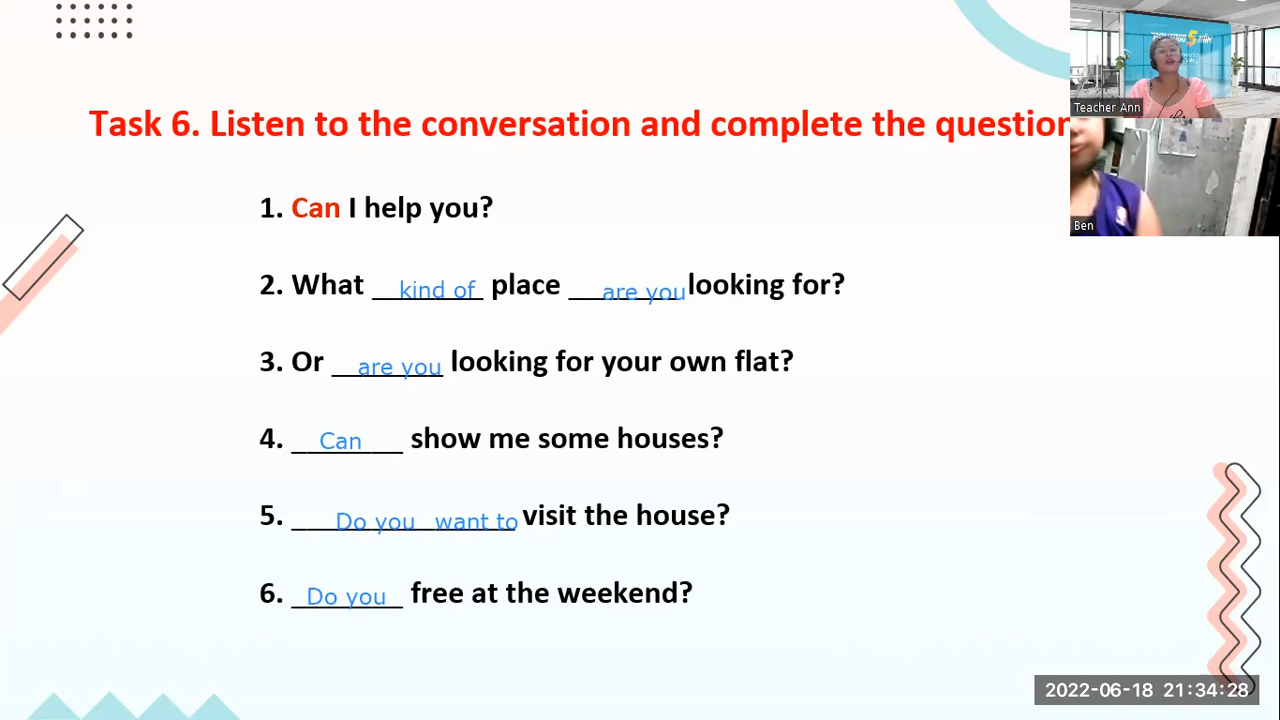 Task 6. Listen to the conversation and complete the question
1. Can I help you?
2. What kind of place are you looking for?
3. Or are you looking for your own flat?
4. Can show me some houses?
5. Do you want to visit the house?
6. Do you free at the weekend?
Teacher Ann
Ben
2022-06-18 21:34:28